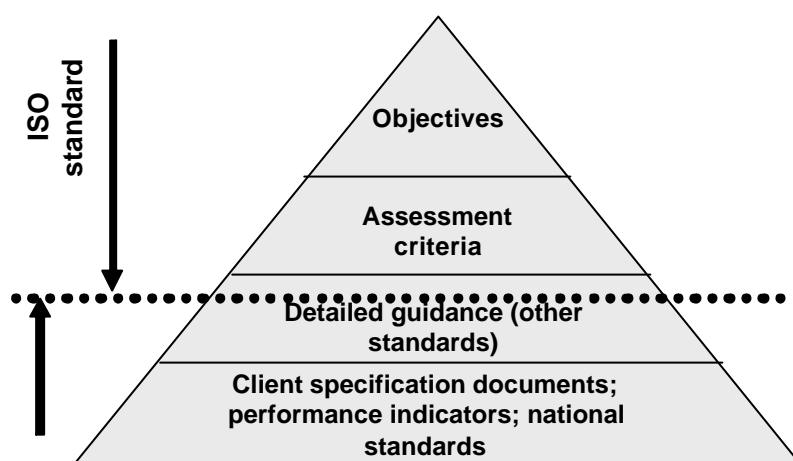 ISO
standard
Objectives
Assessment
criteria
Detailed guidance (other
standards)
Client specification documents;
performance indicators; national
standards